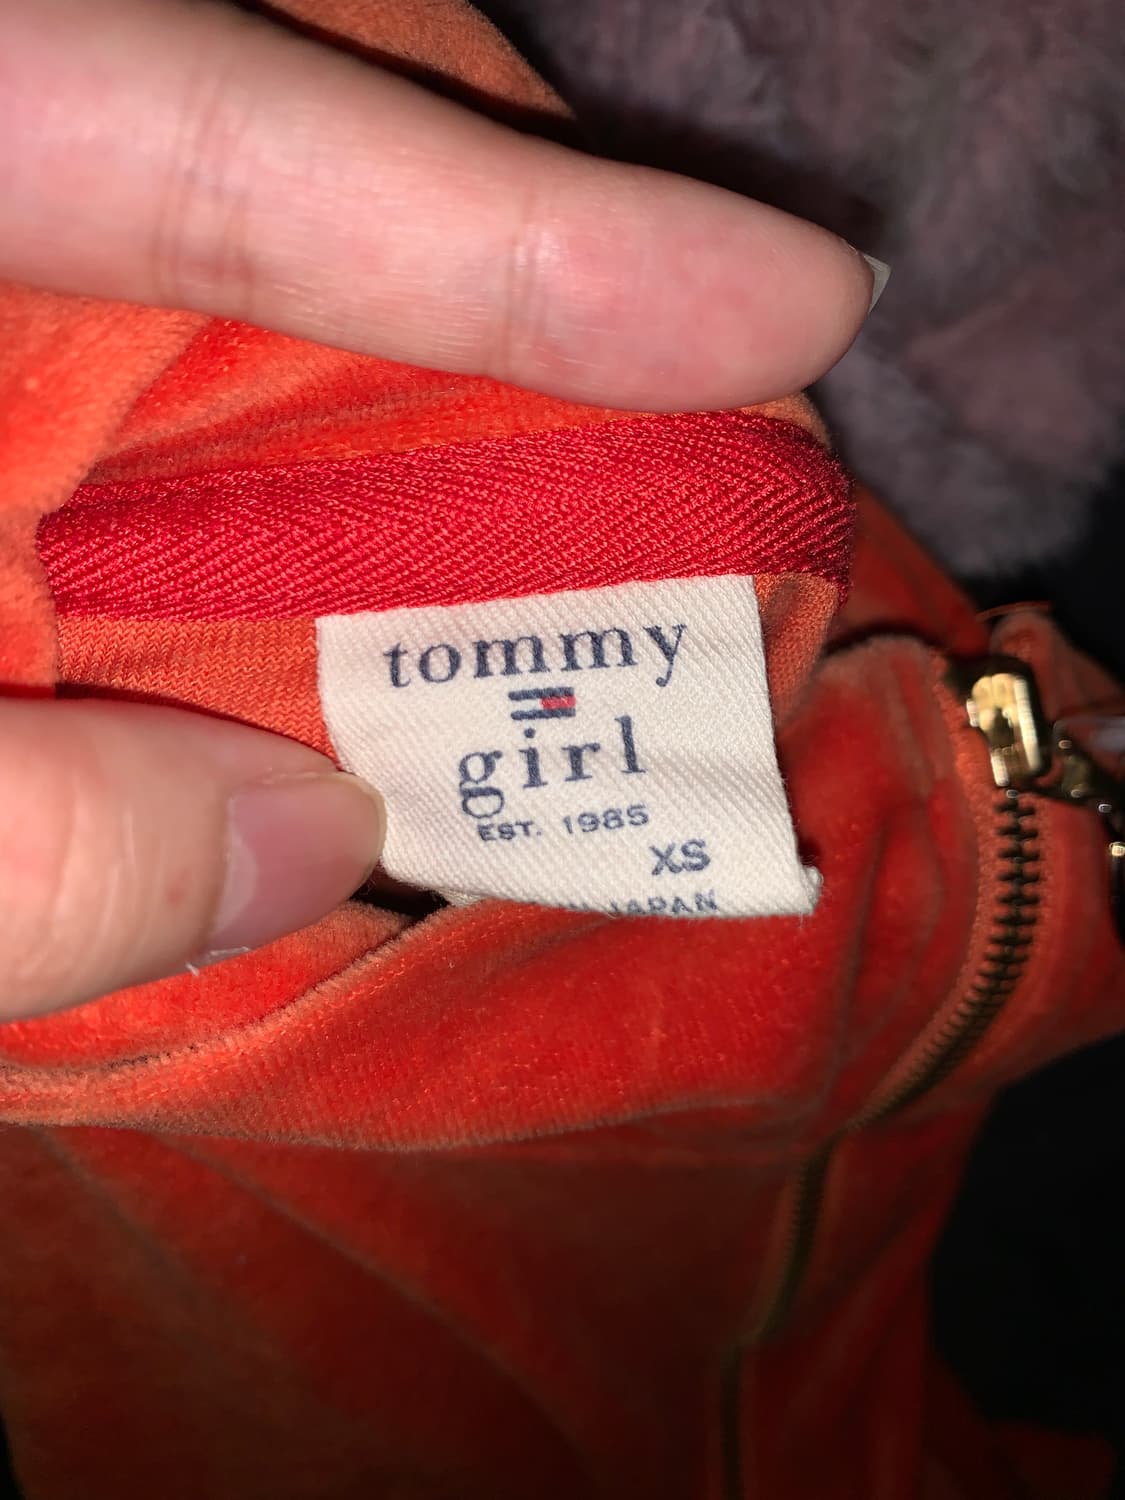 tommy
girl
EST. 1985
XS
JAPAN